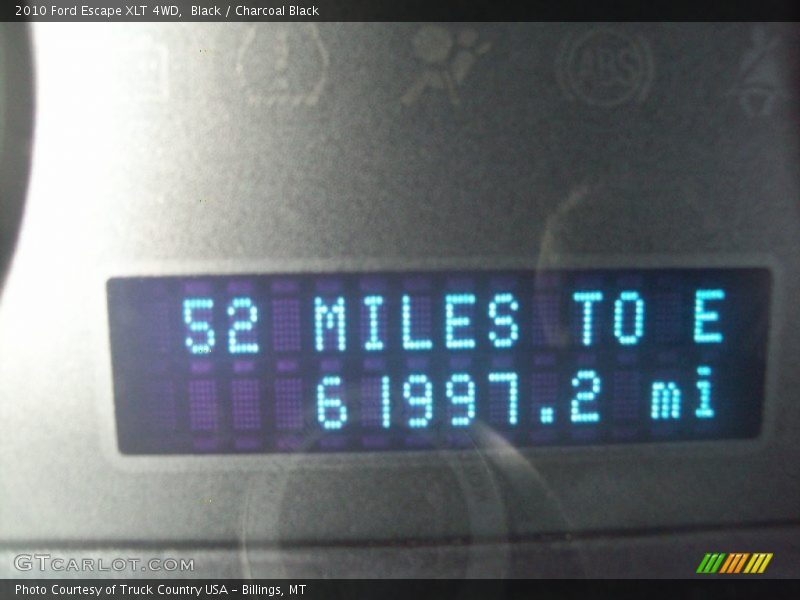 2010 Ford Escape XLT 4WD, Black / Charcoal Black
ABS
52 MILES TO E
61997.2 mi
GTCARLOT.COM
Photo Courtesy of Truck Country USA – Billings, MT